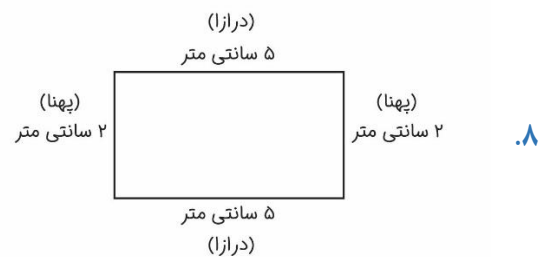 ۸.
(درازا)
۵ سانتی متر
(پهنا)
۲ سانتی متر
(پهنا)
۲ سانتی متر
۵ سانتی متر
(درازا)